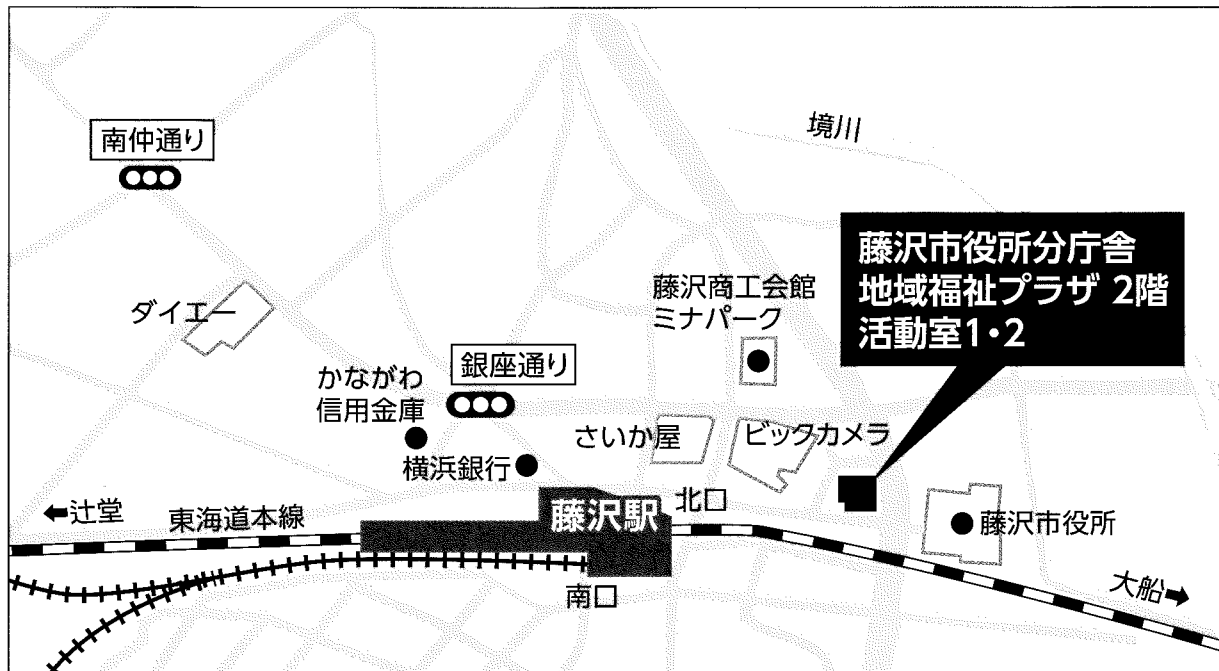 境川
南仲通り
藤沢市役所分庁舎
地域福祉プラザ 2階
活動室1・2
藤沢商工会館
ミナパーク
ダイエー
銀座通り
かながわ
信用金庫
さいか屋
ビックカメラ
横浜銀行
北口
藤沢駅
←辻堂
東海道本線
藤沢市役所
南口
大船→